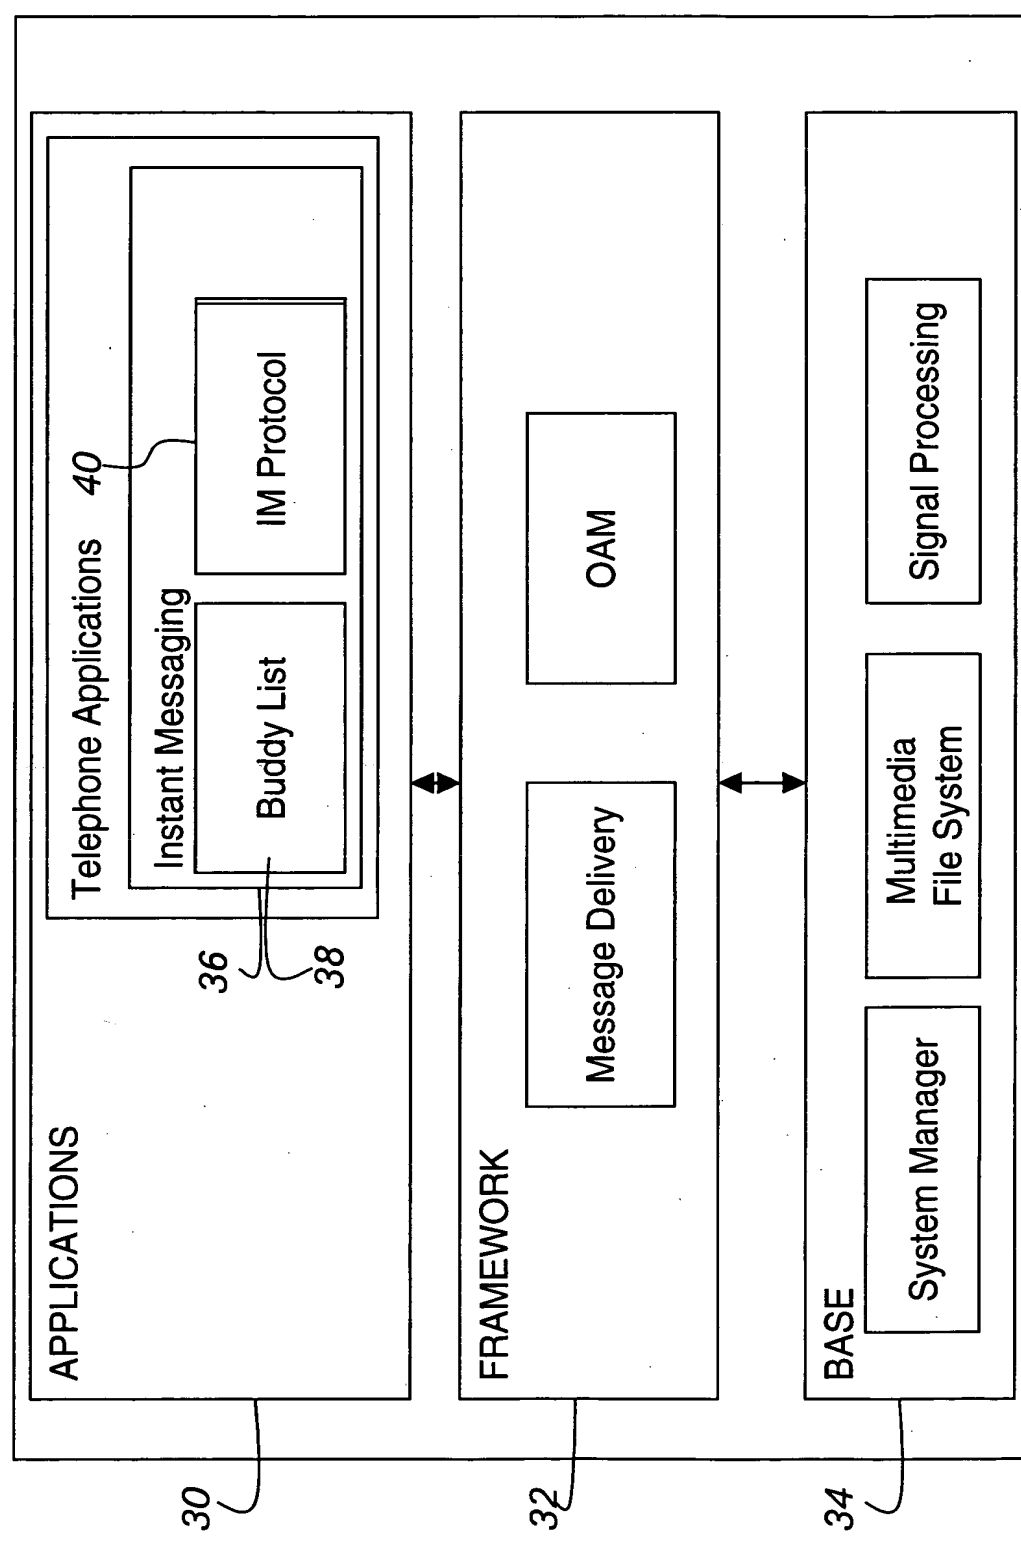 APPLICATIONS
Telephone Applications
40
Instant Messaging
Buddy List
IM Protocol
36
38
30
FRAMEWORK
Message Delivery
OAM
32
BASE
System Manager
Multimedia
File System
Signal Processing
34